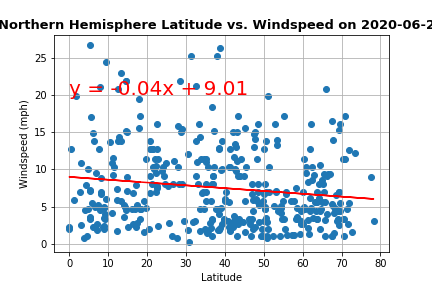 Northern Hemisphere Latitude vs. Windspeed on 2020-06-2
y = -0.04x + 9.01
Windspeed (mph)
25
20
15
10
5
0
0 10 20 30 40 50 60 70 80
Latitude